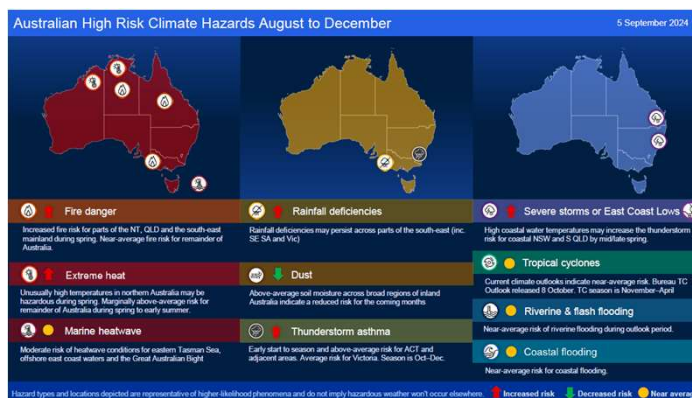 Australian High Risk Climate Hazards August to December
5 September 2024
Fire danger
Increased fire risk for parts of the NT, QLD and the south-east
mainland during spring. Near-average fire risk for remainder of
Australia.
Extreme heat
Unusually high temperatures in northern Australia may be
hazardous during spring. Marginally above-average risk for
remainder of Australia during spring to early summer.
Marine heatwave
Moderate risk of heatwave conditions for eastern Tasman Sea,
offshore east coast waters and the Great Australian Bight
Rainfall deficiencies
Rainfall deficiencies may persist across parts of the south-east (inc.
SE SA and Vic)
Dust
Above-average soil moisture across broad regions of inland
Australia indicate a reduced risk for the coming months
Thunderstorm asthma
Early start to season and above-average risk for ACT and
adjacent areas. Average risk for Victoria. Season is Oct–Dec.
Severe storms or East Coast Lows
High coastal water temperatures may increase the thunderstorm
risk for coastal NSW and S QLD by mid/late spring.
Tropical cyclones
Current climate outlooks indicate near-average risk. Bureau TC
Outlook released 8 October. TC season is November–April
Riverine & flash flooding
Near-average risk of riverine flooding during outlook period.
Coastal flooding
Near-average risk for coastal flooding.
Hazard types and locations depicted are representative of higher-likelihood phenomena and do not imply hazardous weather won't occur elsewhere.
Increased risk
Decreased risk
Near avera